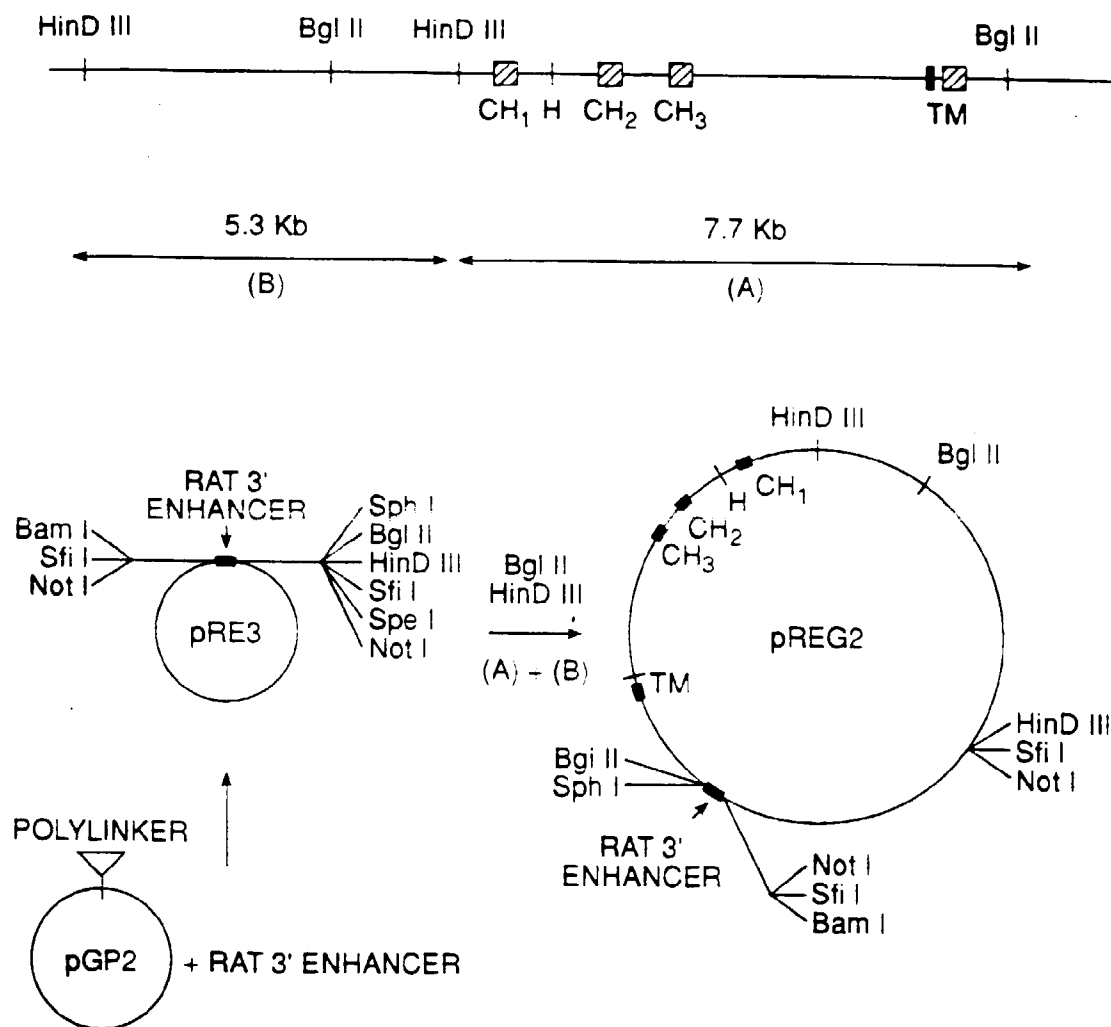 HinD III
Bgl II
HinD III
Bgl II
CH1
H
CH2
CH3
TM
5.3 Kb
7.7 Kb
(B)
(A)
RAT 3'
ENHANCER
Bam I
Sfi I
Not I
Sph I
Bgl II
HinD III
Sfi I
Spe I
Not I
pRE3
Bgl II
HinD III
(A) + (B)
HinD III
Bgl II
CH1
H
CH2
CH3
pREG2
TM
Bgl II
Sph I
RAT 3'
ENHANCER
HinD III
Sfi I
Not I
Not I
Sfi I
Bam I
POLYLINKER
pGP2
+ RAT 3' ENHANCER